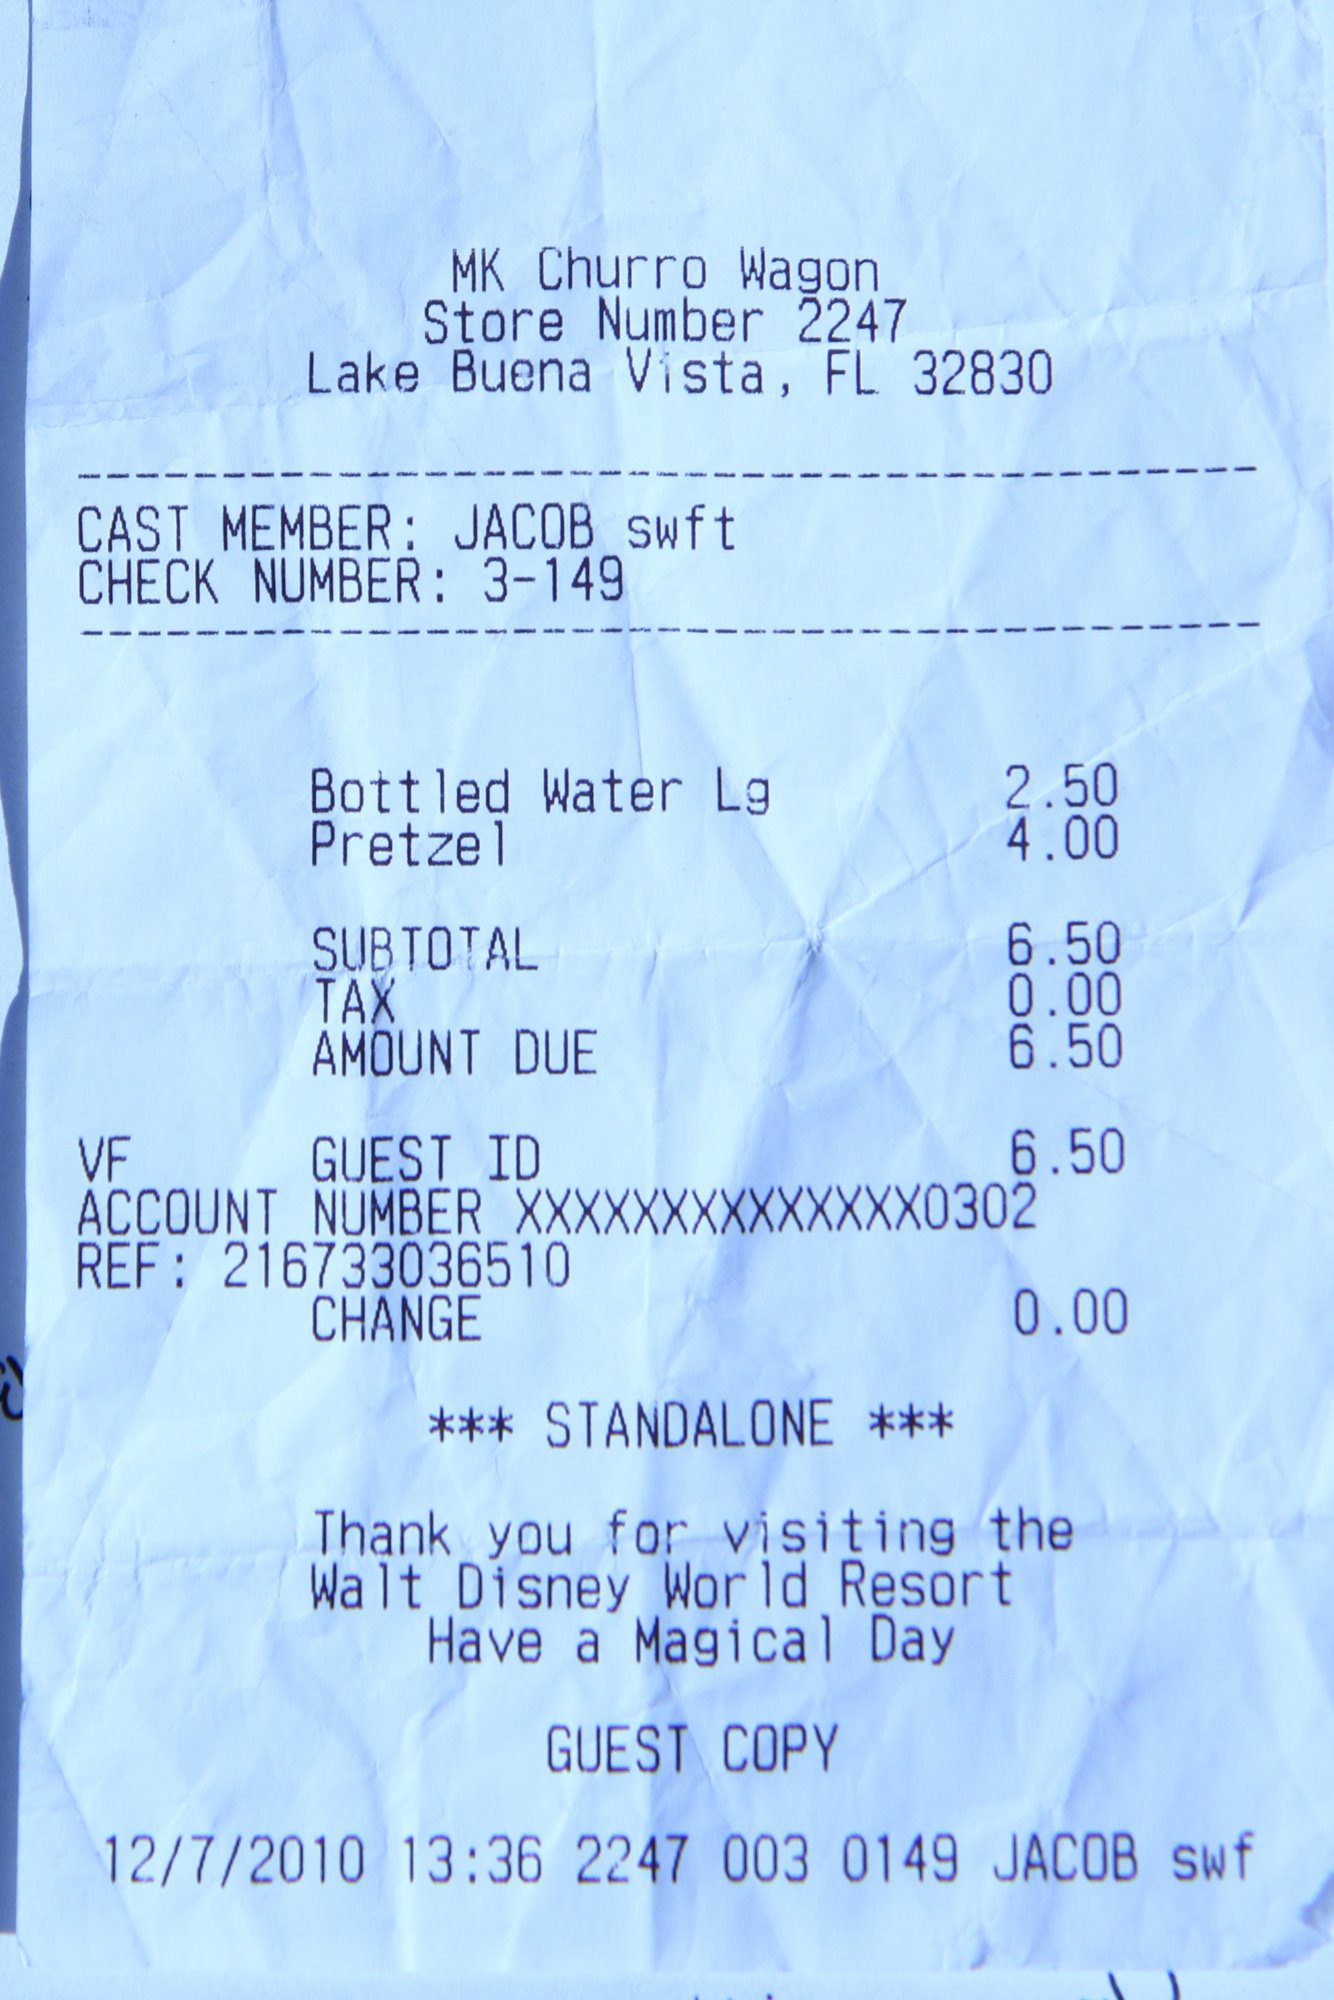 MK Churro Wagon
Store Number 2247
Lake Buena Vista, FL 32830
-----------------------------------------
CAST MEMBER: JACOB swft
CHECK NUMBER: 3-149
-----------------------------------------
Bottled Water Lg 2.50
Pretzel 4.00
SUBTOTAL 6.50
TAX 0.00
AMOUNT DUE 6.50
VF GUEST ID 6.50
ACCOUNT NUMBER XXXXXXXXXXXXXX0302
REF: 216733036510
CHANGE 0.00
*** STANDALONE ***
Thank you for visiting the
Walt Disney World Resort
Have a Magical Day
GUEST COPY
12/7/2010 13:36 2247 003 0149 JACOB swf